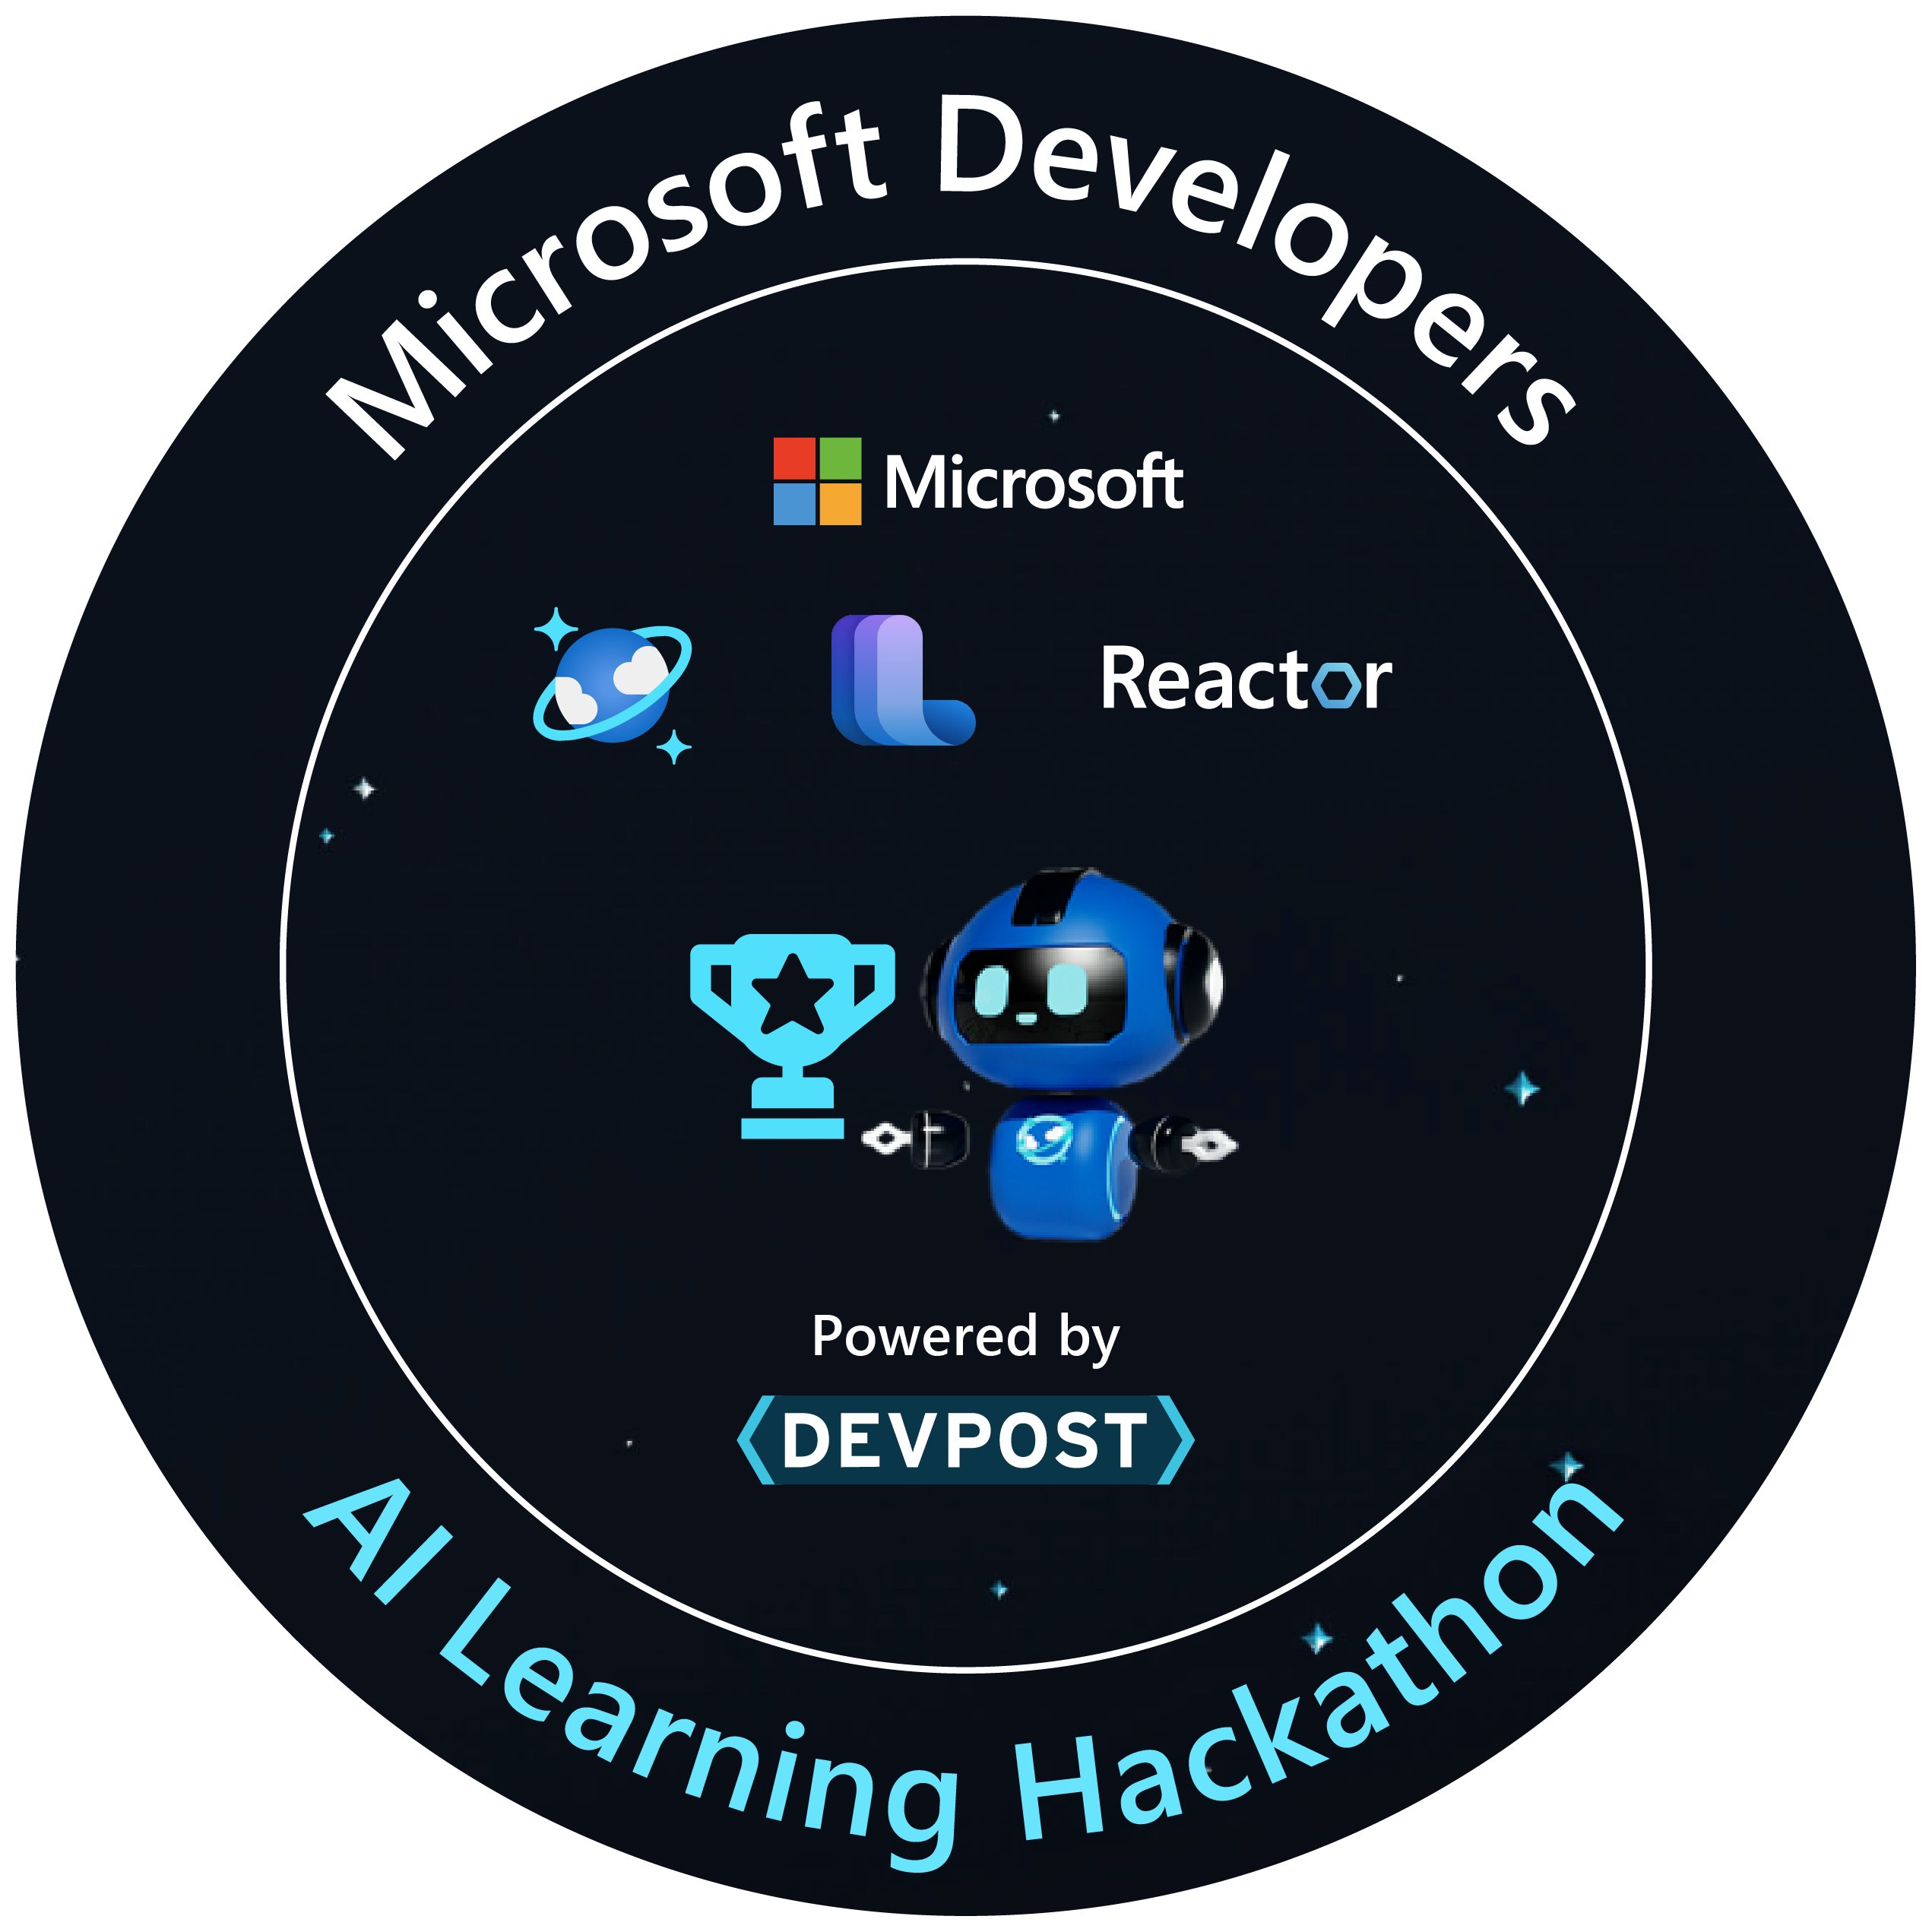 Microsoft Developers
Microsoft
Reactor
Powered by
DEVPOST
AI Learning Hackathon